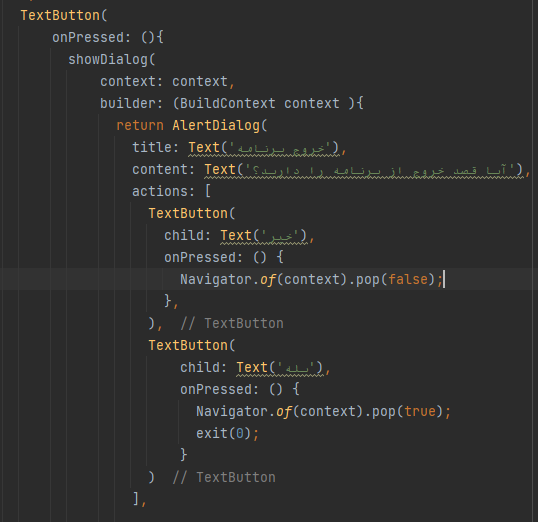 TextButton(
onPressed: (){
showDialog(
context: context,
builder: (BuildContext context ){
return AlertDialog(
title: Text('خروج برنامه'),
content: Text('آیا قصد خروج از برنامه را دارید؟'),
actions: [
TextButton(
child: Text('خیر'),
onPressed: () {
Navigator.of(context).pop(false);
},
), // TextButton
TextButton(
child: Text('بله'),
onPressed: () {
Navigator.of(context).pop(true);
exit(0);
}
) // TextButton
],